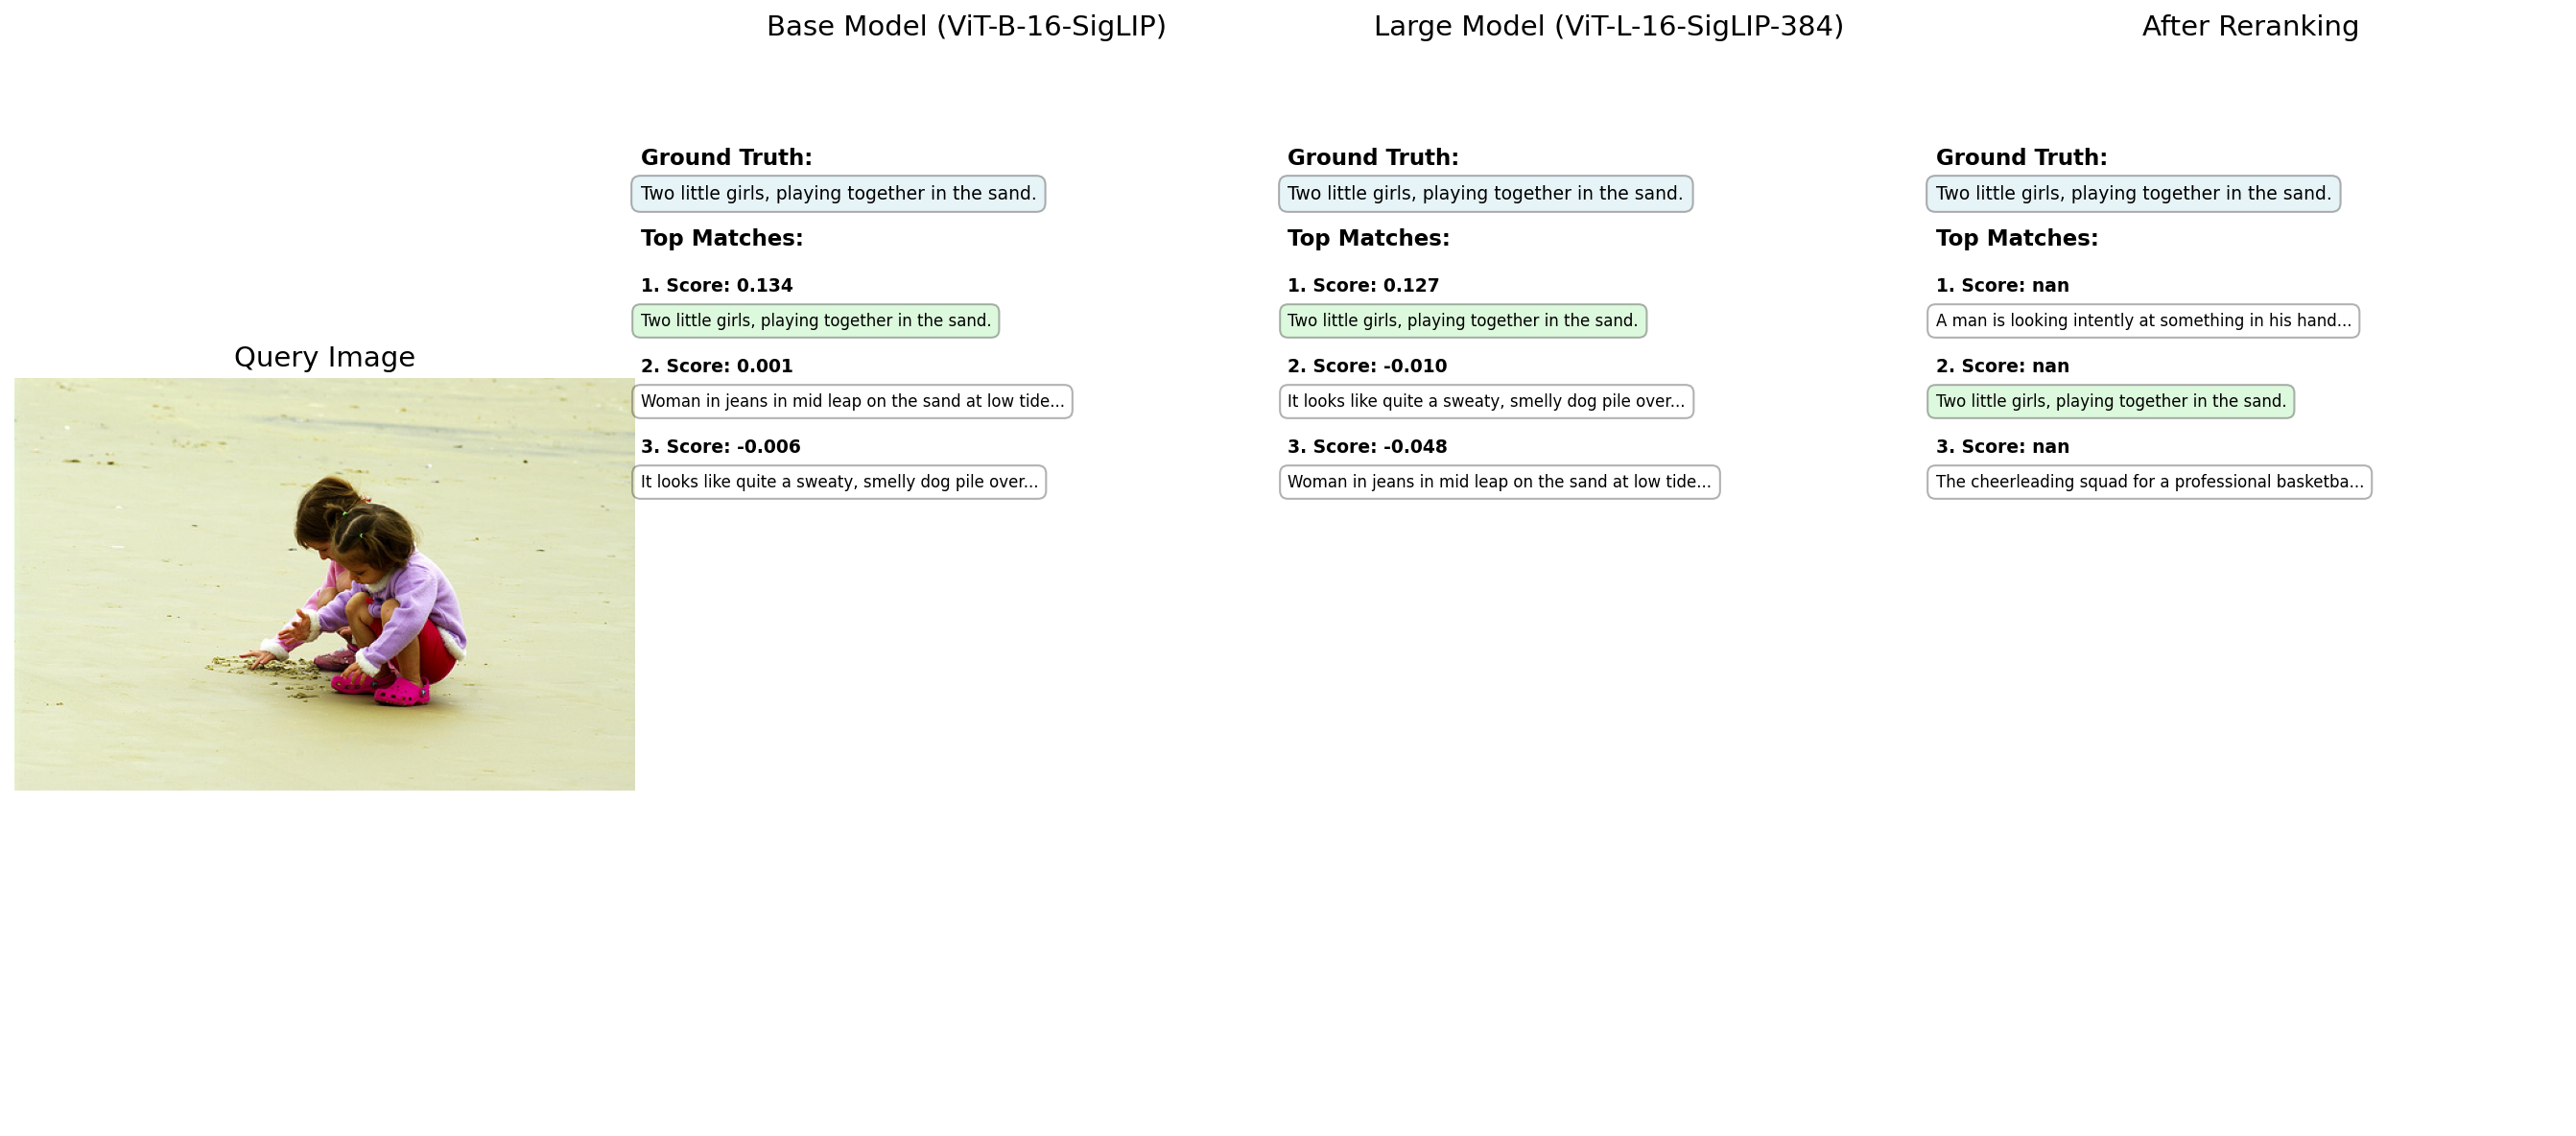 Base Model (ViT-B-16-SigLIP)
Large Model (ViT-L-16-SigLIP-384)
After Reranking
Query Image
Ground Truth:
Two little girls, playing together in the sand.
Top Matches:
1. Score: 0.134
Two little girls, playing together in the sand.
2. Score: 0.001
Woman in jeans in mid leap on the sand at low tide...
3. Score: -0.006
It looks like quite a sweaty, smelly dog pile over...
Ground Truth:
Two little girls, playing together in the sand.
Top Matches:
1. Score: 0.127
Two little girls, playing together in the sand.
2. Score: -0.010
It looks like quite a sweaty, smelly dog pile over...
3. Score: -0.048
Woman in jeans in mid leap on the sand at low tide...
Ground Truth:
Two little girls, playing together in the sand.
Top Matches:
1. Score: nan
A man is looking intently at something in his hand...
2. Score: nan
Two little girls, playing together in the sand.
3. Score: nan
The cheerleading squad for a professional basketba...